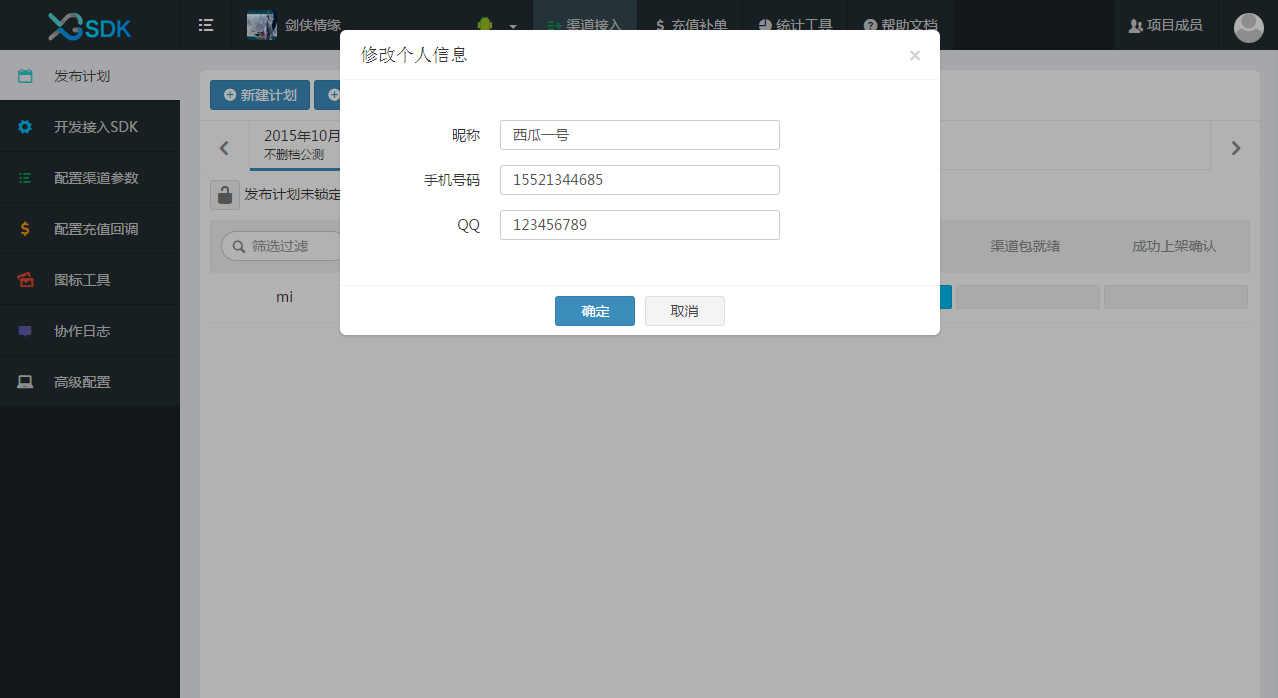 XGSDK
剑侠情缘
渠道接入
充值补单
统计工具
帮助文档
项目成员
发布计划
开发接入SDK
配置渠道参数
配置充值回调
图标工具
协作日志
高级配置
新建计划
2015年10月
不删档公测
发布计划未锁定
筛选过滤
渠道包就绪
成功上架确认
mi
修改个人信息
×
昵称
西瓜一号
手机号码
15521344685
QQ
123456789
确定
取消